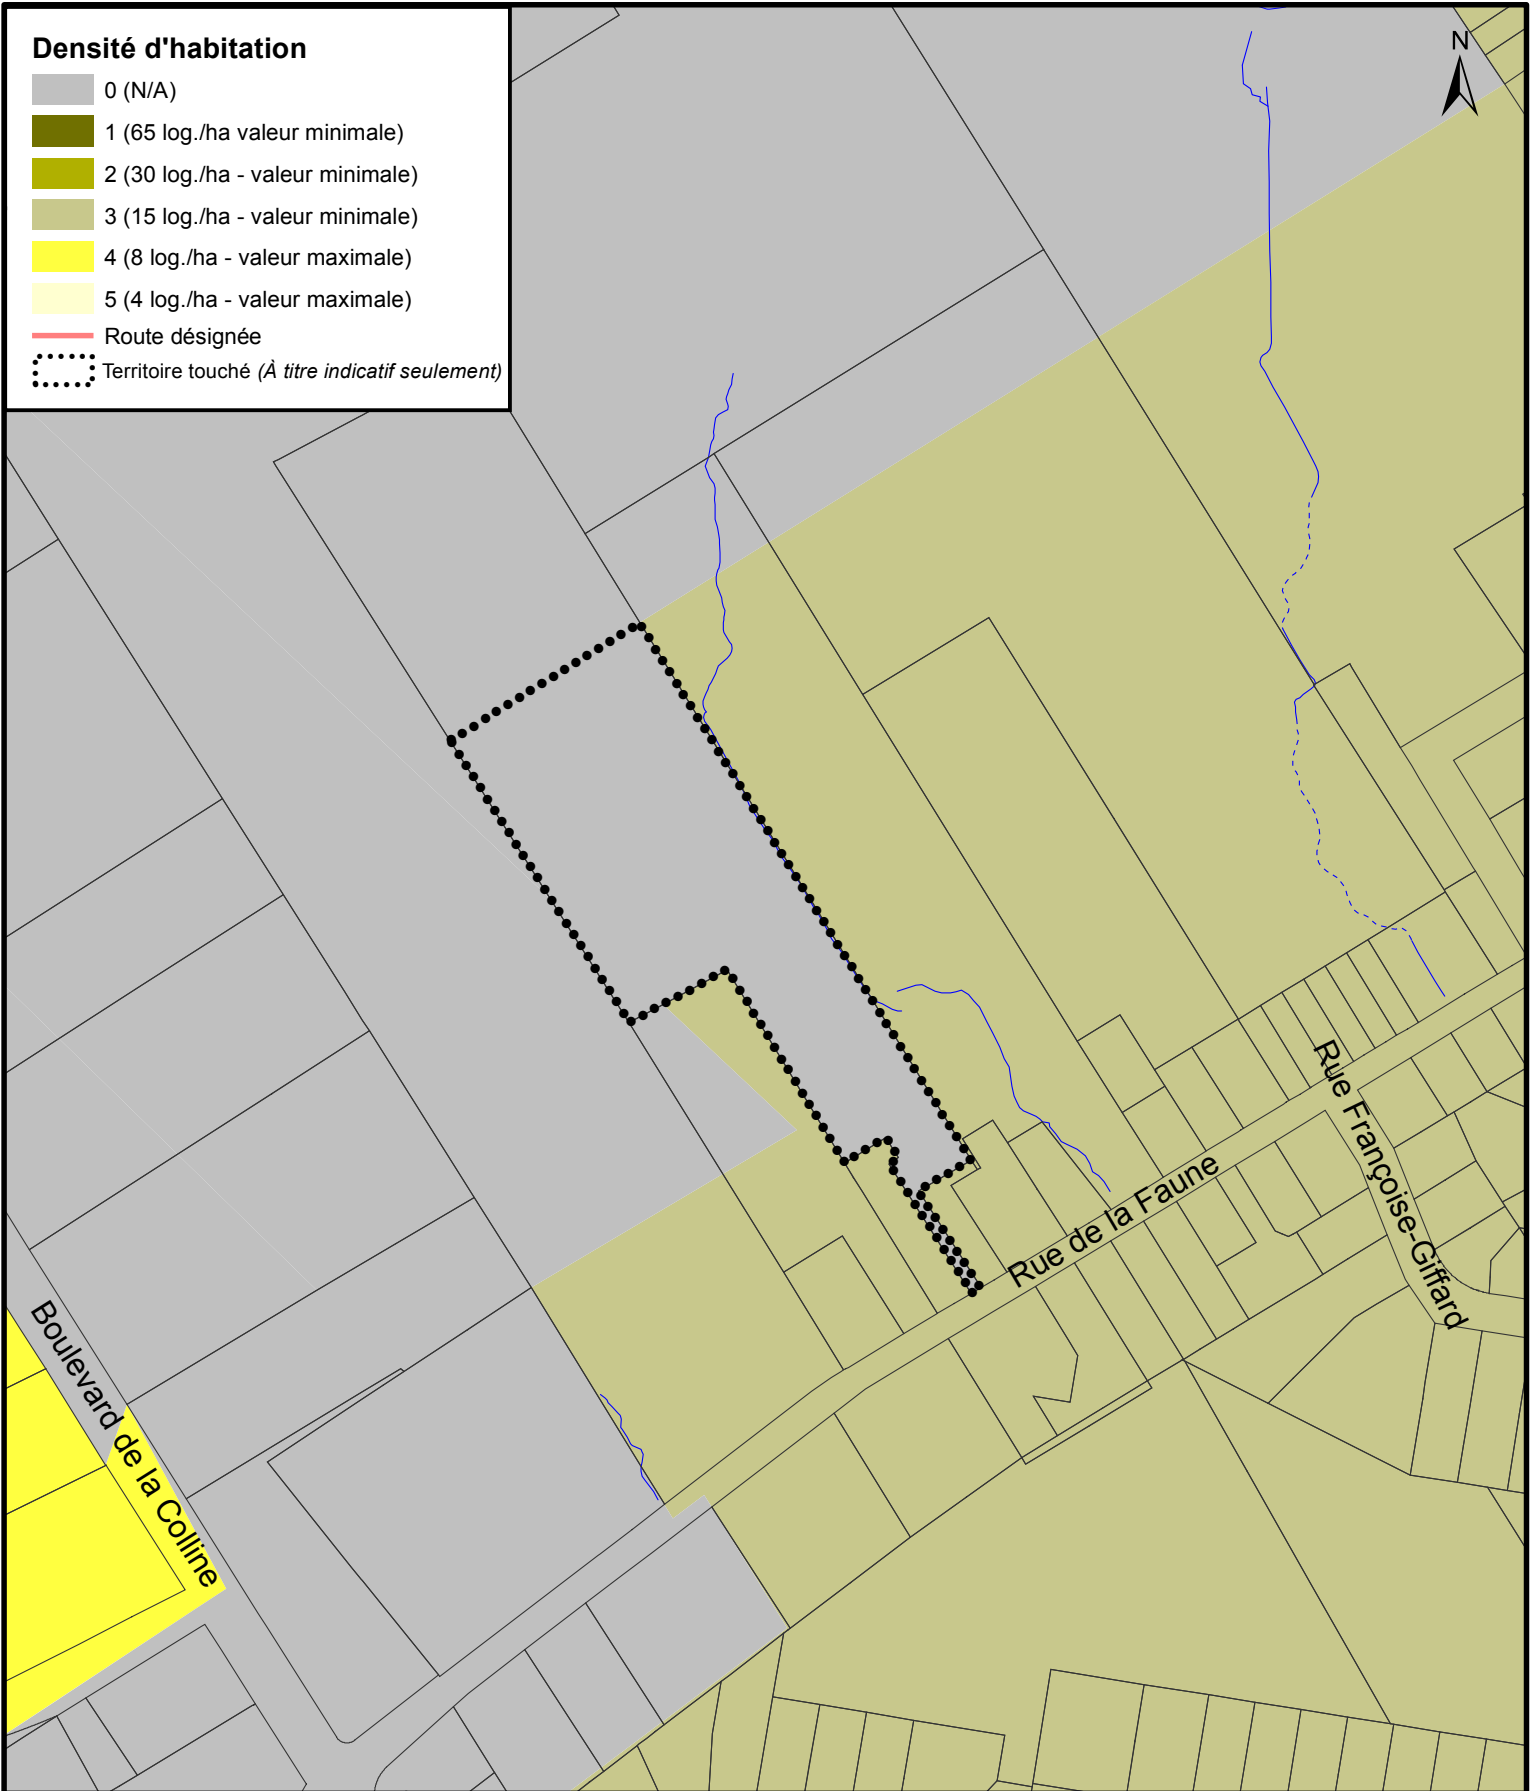 Densité d'habitation
0 (N/A)
1 (65 log./ha valeur minimale)
2 (30 log./ha - valeur minimale)
3 (15 log./ha - valeur minimale)
4 (8 log./ha - valeur maximale)
5 (4 log./ha - valeur maximale)
Route désignée
Territoire touché (À titre indicatif seulement)
N
Rue Françoise-Giffard
Rue de la Faune
Boulevard de la Colline